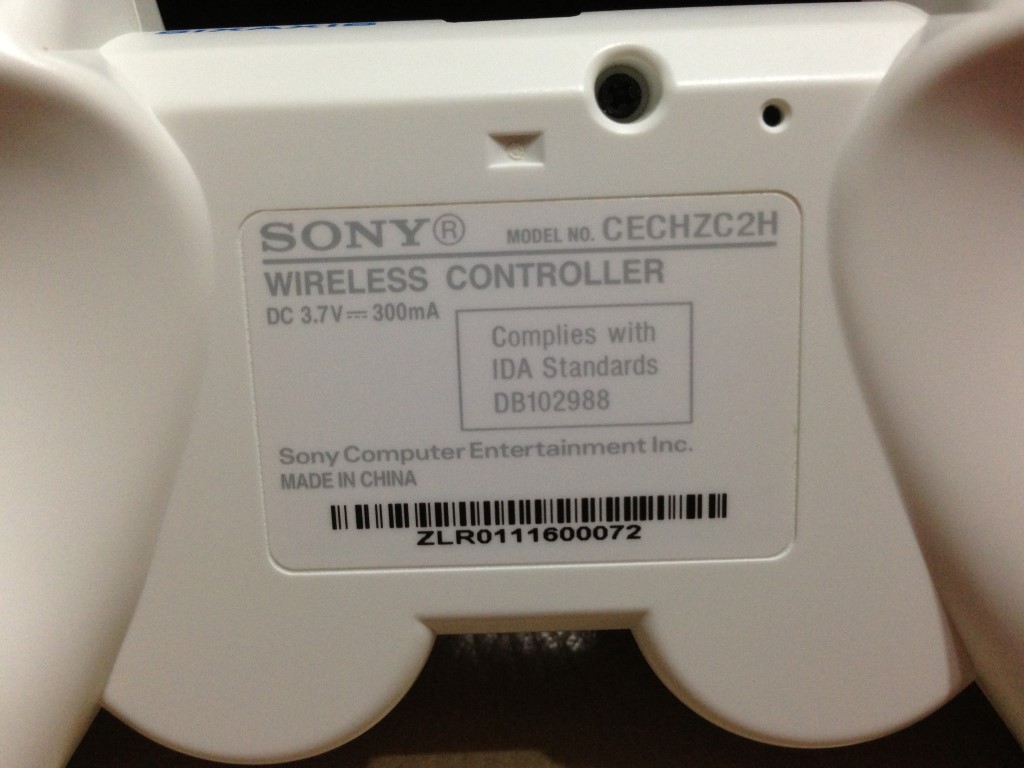 SIXAXIS
SONY® MODEL NO. CECHZC2H
WIRELESS CONTROLLER
DC 3.7V⎓300mA
Complies with
IDA Standards
DB102988
Sony Computer Entertainment Inc.
MADE IN CHINA
ZLR0111600072